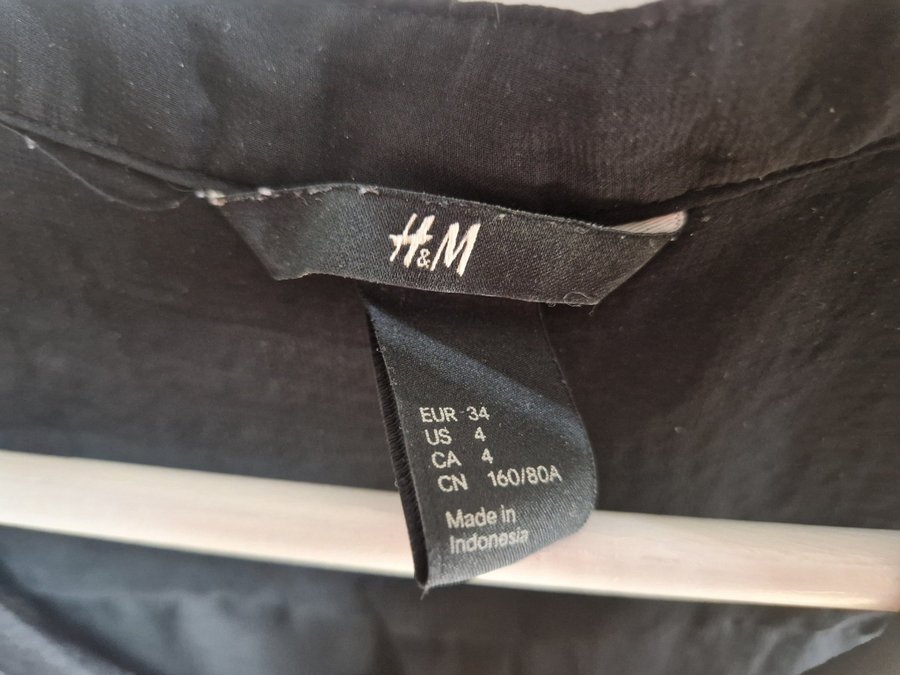 H&M
EUR 34
US 4
CA 4
CN 160/80A
Made in
Indonesia